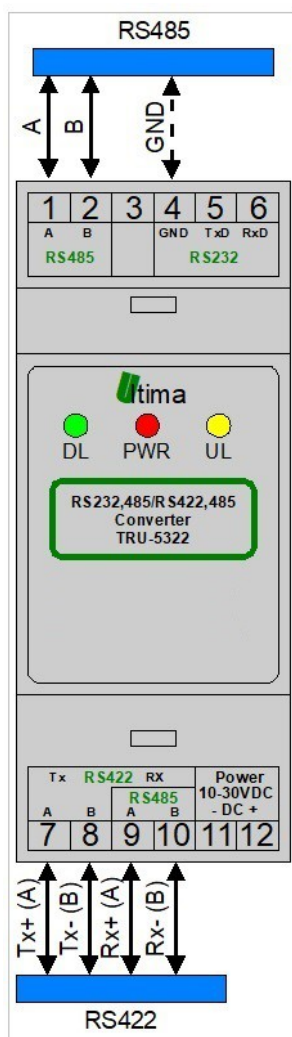 RS485
A B GND
1 2 3 4 5 6
A B GND TxD RxD
RS485 RS232
Ultima
DL PWR UL
RS232,485/RS422,485
Converter
TRU-5322
Tx RS422 RX Power
RS485 10-30VDC
A B A B - DC +
7 8 9 10 11 12
Tx+ (A) Tx- (B) Rx+ (A) Rx- (B)
RS422